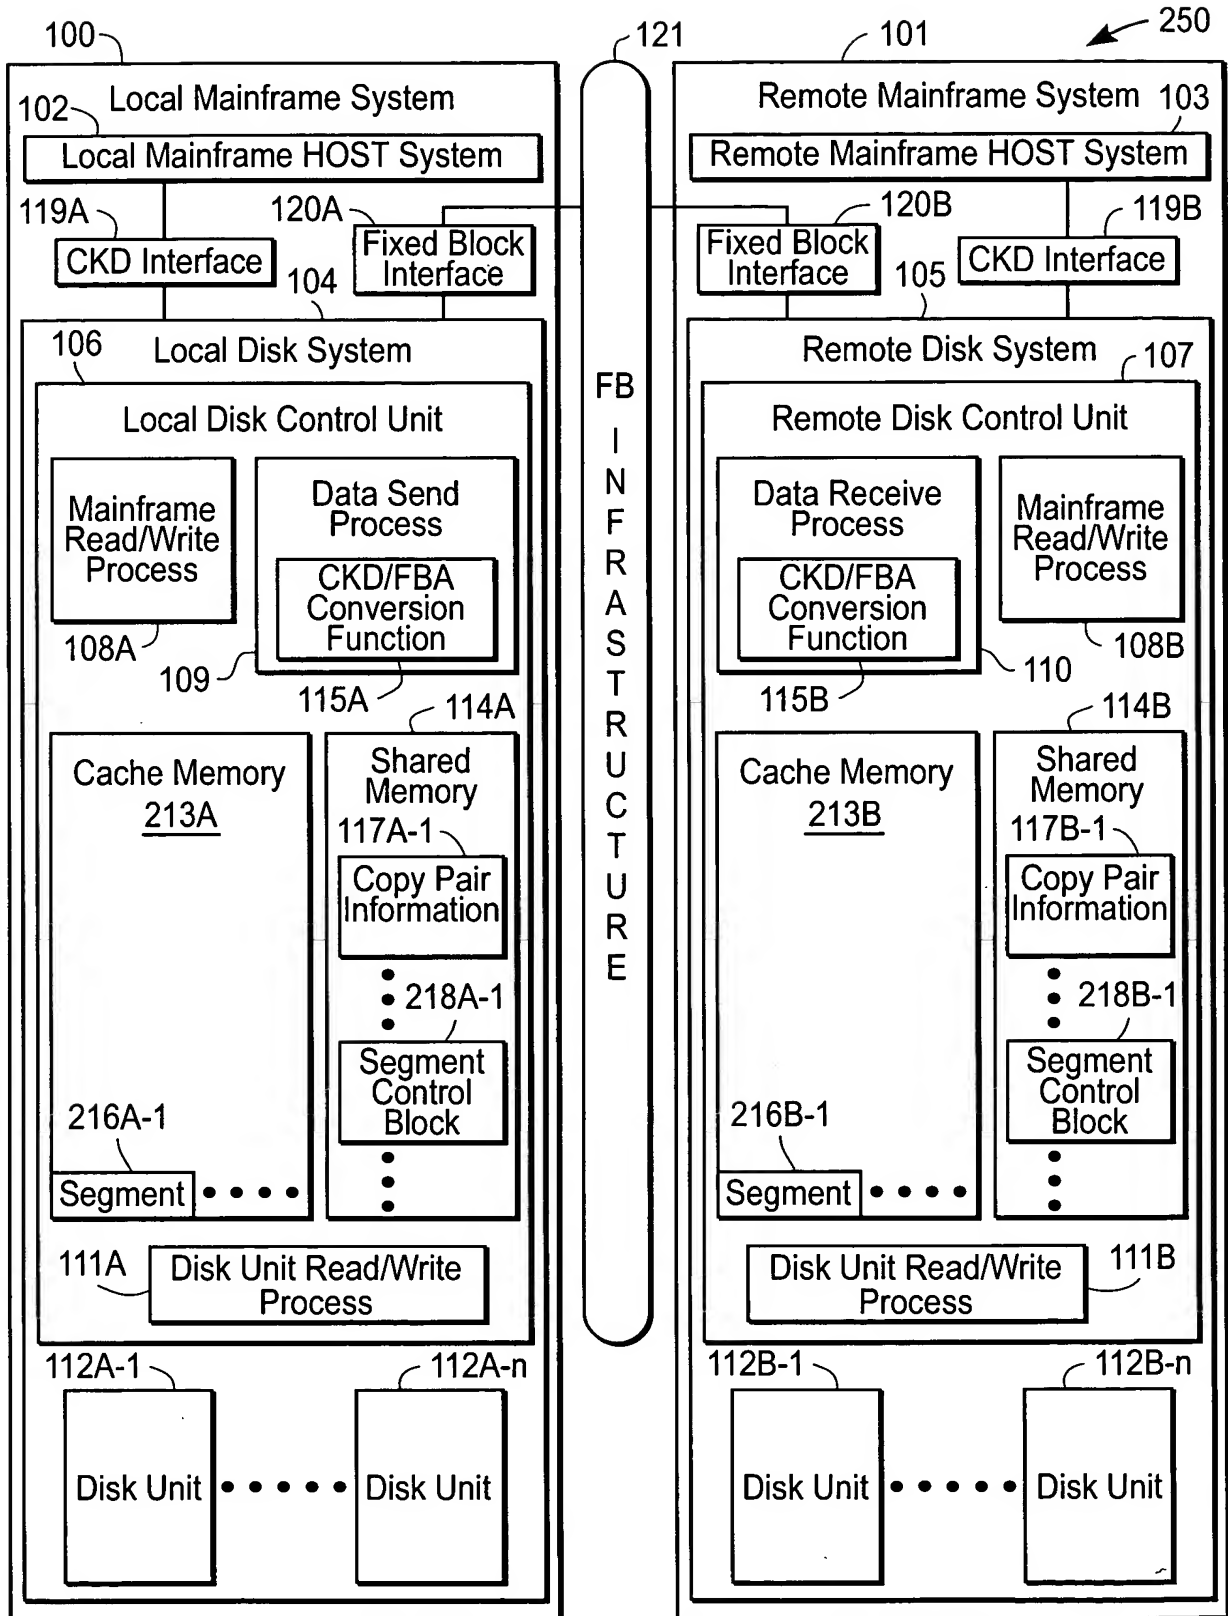 250
100
121
101
Local Mainframe System
Remote Mainframe System
102
103
Local Mainframe HOST System
Remote Mainframe HOST System
119A
120A
120B
119B
CKD Interface
Fixed Block
Interface
Fixed Block
Interface
CKD Interface
104
105
106
Local Disk System
Remote Disk System
107
FB
INFRASTRUCTURE
Local Disk Control Unit
Remote Disk Control Unit
Mainframe
Read/Write
Process
108A
Data Send
Process
CKD/FBA
Conversion
Function
109
115A
Data Receive
Process
CKD/FBA
Conversion
Function
110
115B
Mainframe
Read/Write
Process
108B
114A
114B
Cache Memory
213A
Shared
Memory
117A-1
Copy Pair
Information
218A-1
Segment
Control
Block
216A-1
Segment
Cache Memory
213B
Shared
Memory
117B-1
Copy Pair
Information
218B-1
Segment
Control
Block
216B-1
Segment
111A
Disk Unit Read/Write
Process
Disk Unit Read/Write
Process
111B
112A-1
112A-n
112B-1
112B-n
Disk Unit
Disk Unit
Disk Unit
Disk Unit